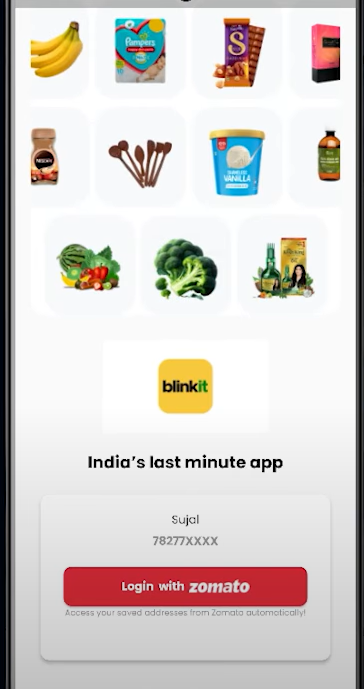 Pampers
S
NESCAFÉ
VANILLA
blinkit
India's last minute app
Sujal
78277XXXX
Login with zomato
Access your saved addresses from Zomato automatically!